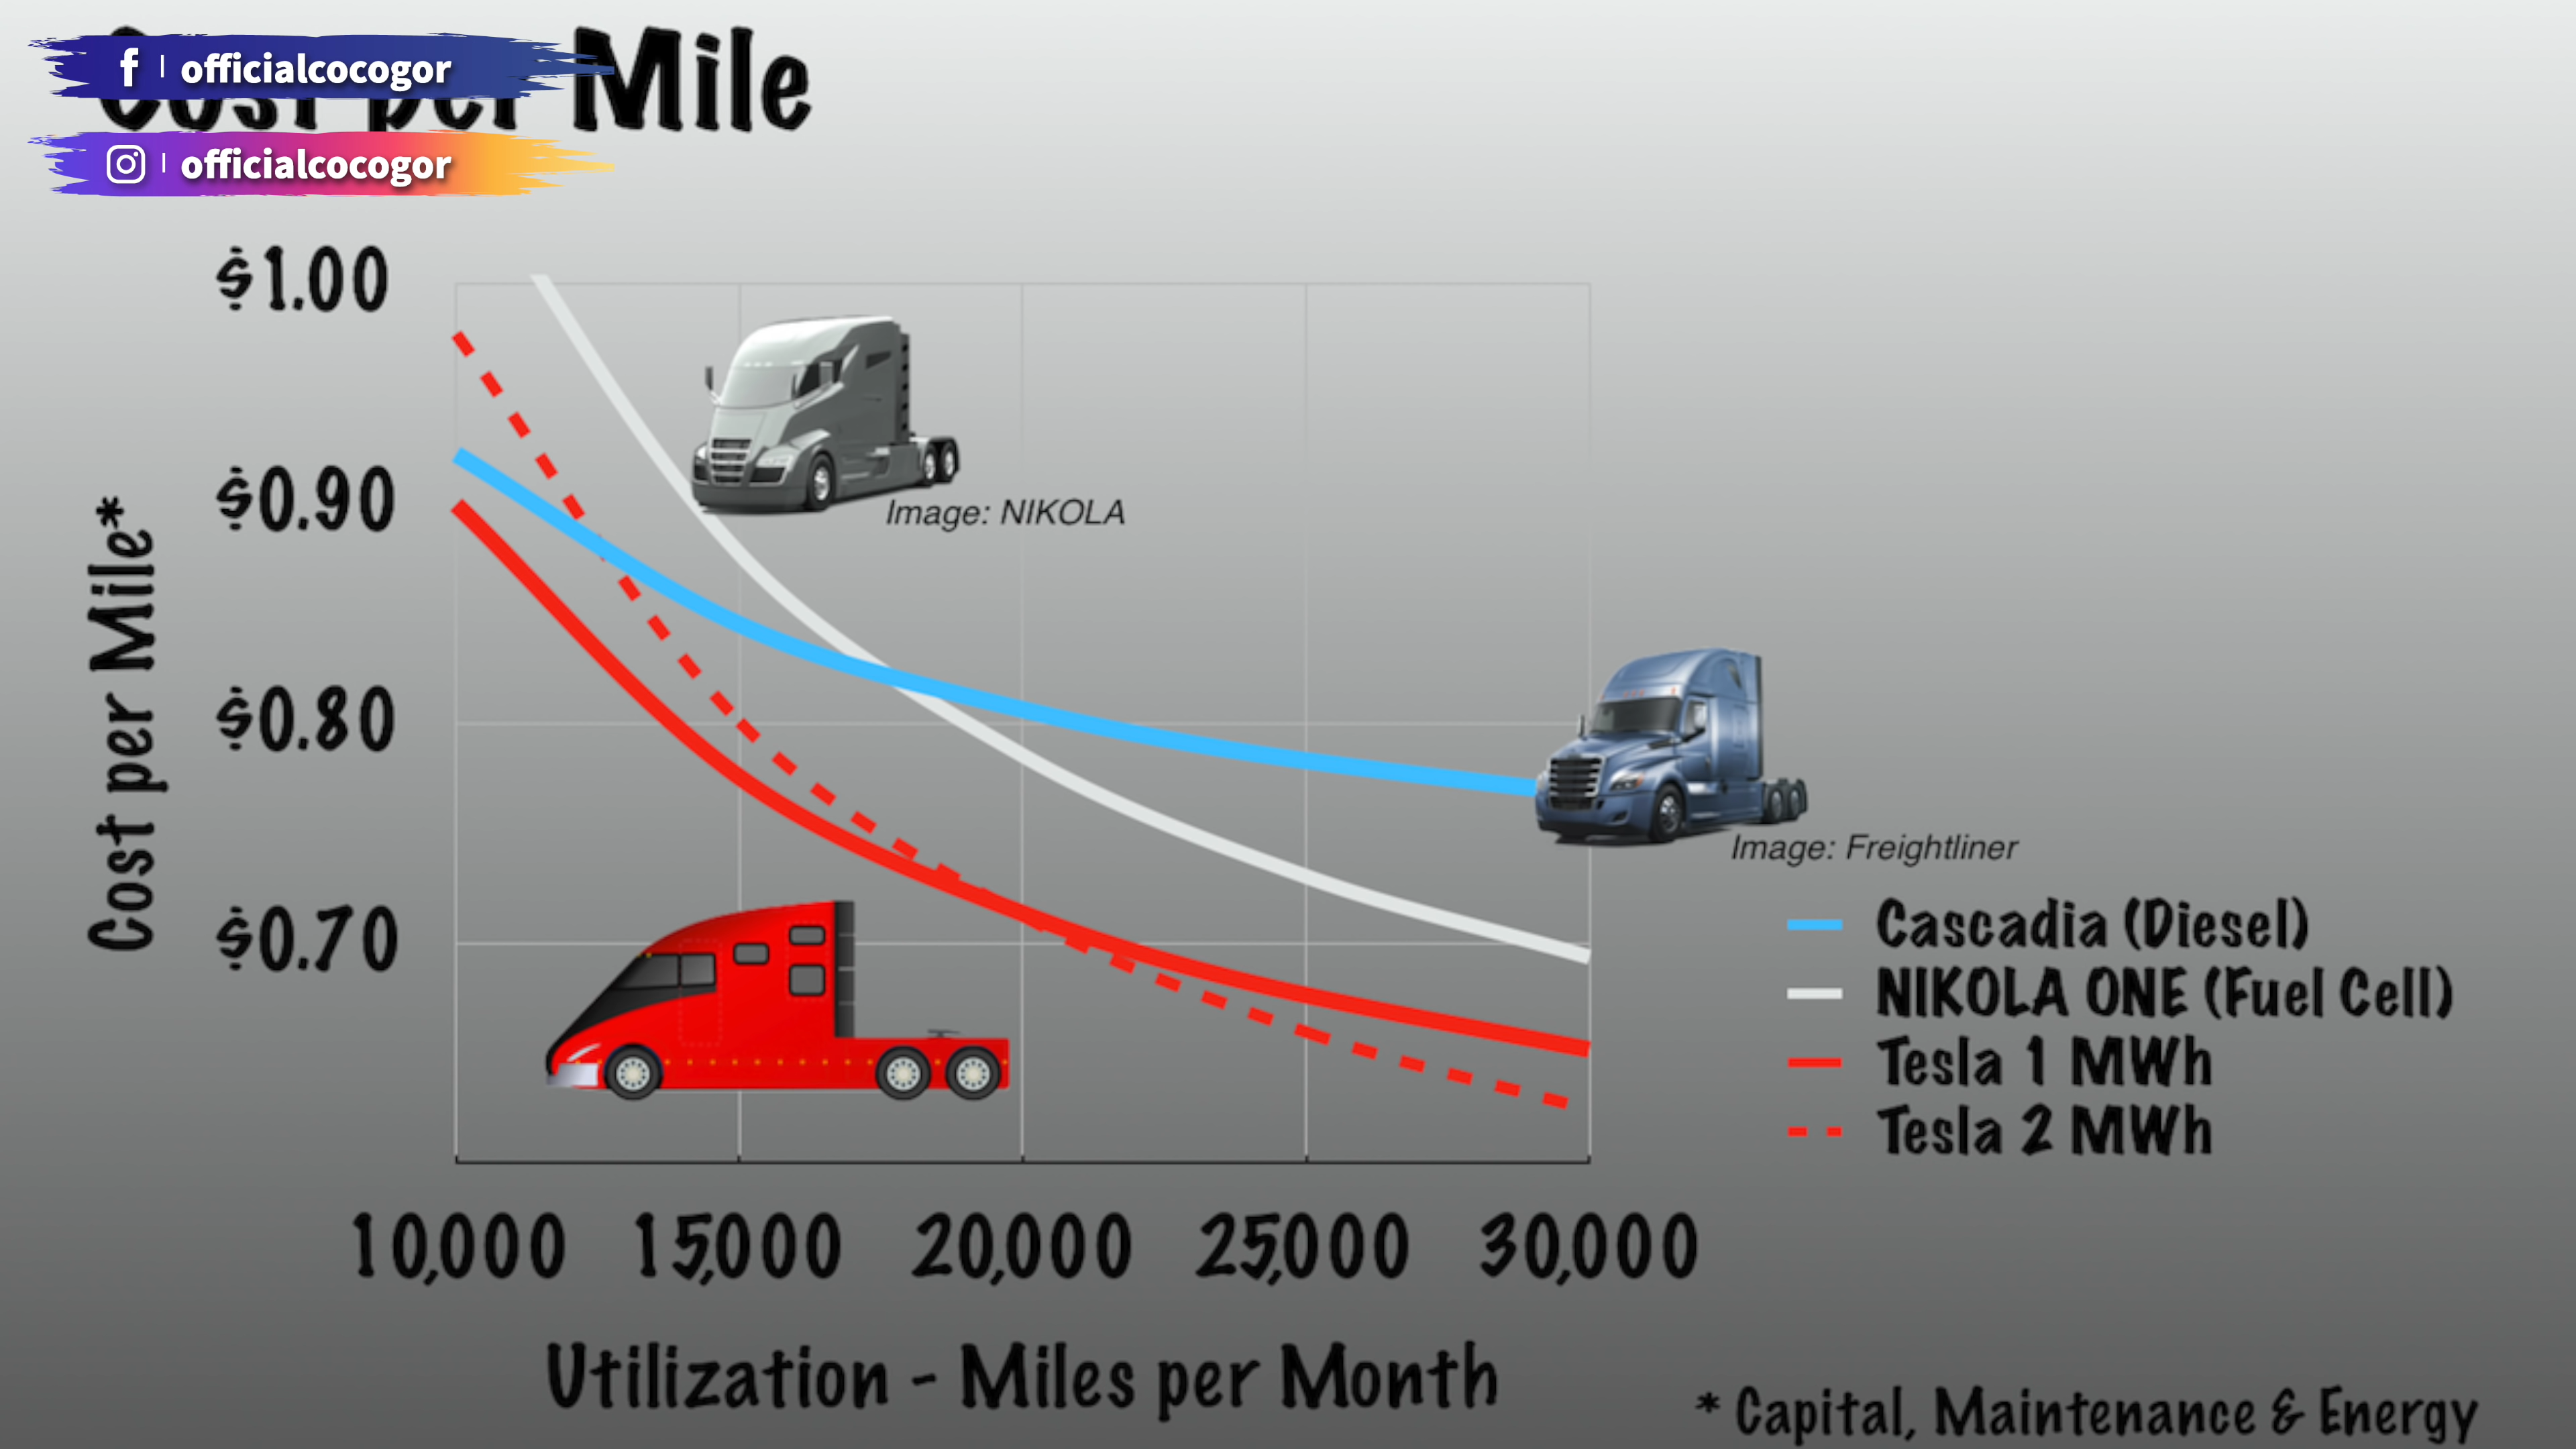 Cost per Mile
f | officialcocogor
| officialcocogor
$1.00
$0.90
$0.80
$0.70
Cost per Mile*
Image: NIKOLA
Image: Freightliner
Cascadia (Diesel)
NIKOLA ONE (Fuel Cell)
Tesla 1 MWh
Tesla 2 MWh
10,000 15,000 20,000 25,000 30,000
Utilization - Miles per Month
* Capital, Maintenance & Energy